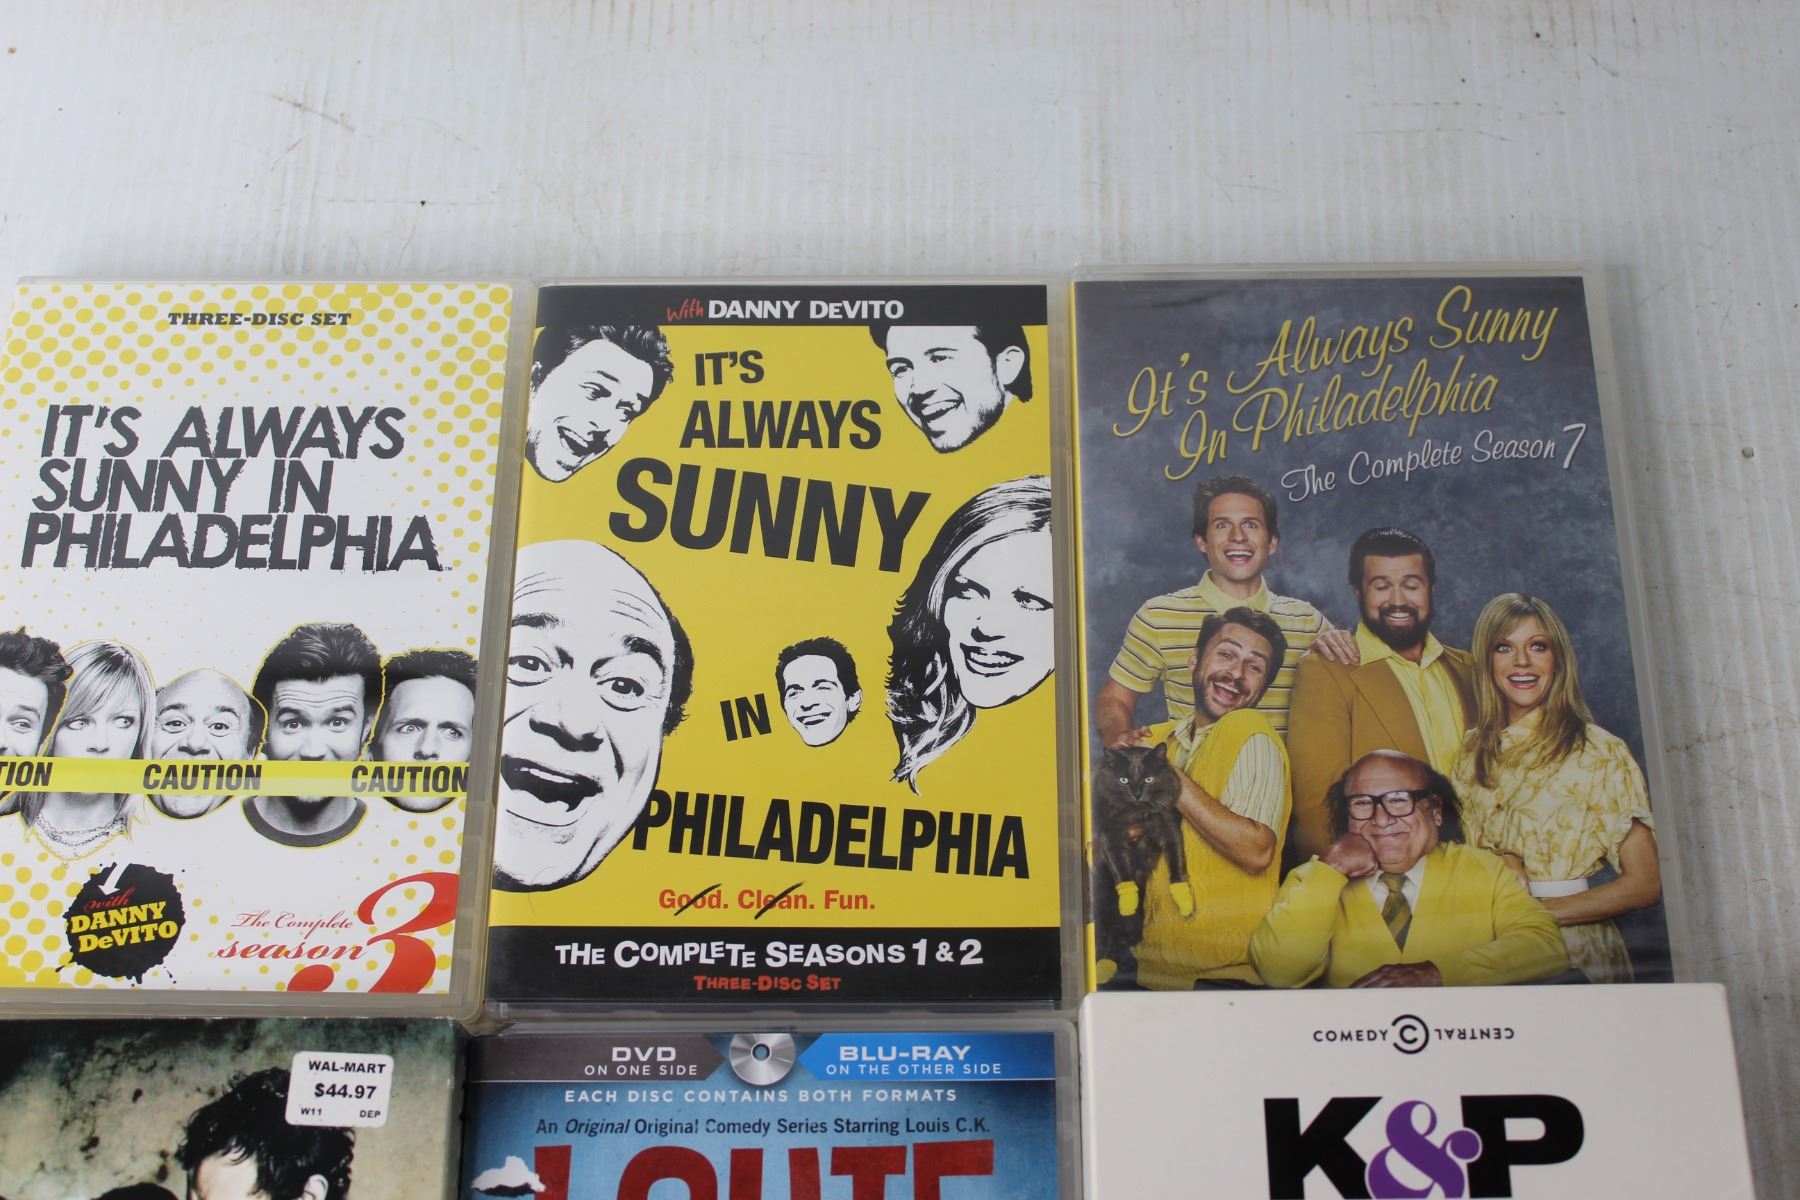 THREE-DISC SET
IT'S ALWAYS
SUNNY IN
PHILADELPHIA™
TION CAUTION CAUTION
with
DANNY
DeVITO
The Complete
season 3
With DANNY DeVITO
IT'S
ALWAYS
SUNNY
IN
PHILADELPHIA
Good. Clean. Fun.
THE COMPLETE SEASONS 1 & 2
THREE-DISC SET
It's Always Sunny
In Philadelphia
The Complete Season 7
WAL-MART
$44.97
W11 DEP
DVD
ON ONE SIDE
BLU-RAY
ON THE OTHER SIDE
EACH DISC CONTAINS BOTH FORMATS
An Original Original Comedy Series Starring Louis C.K.
LOUIE
COMEDY CENTRAL
K&P